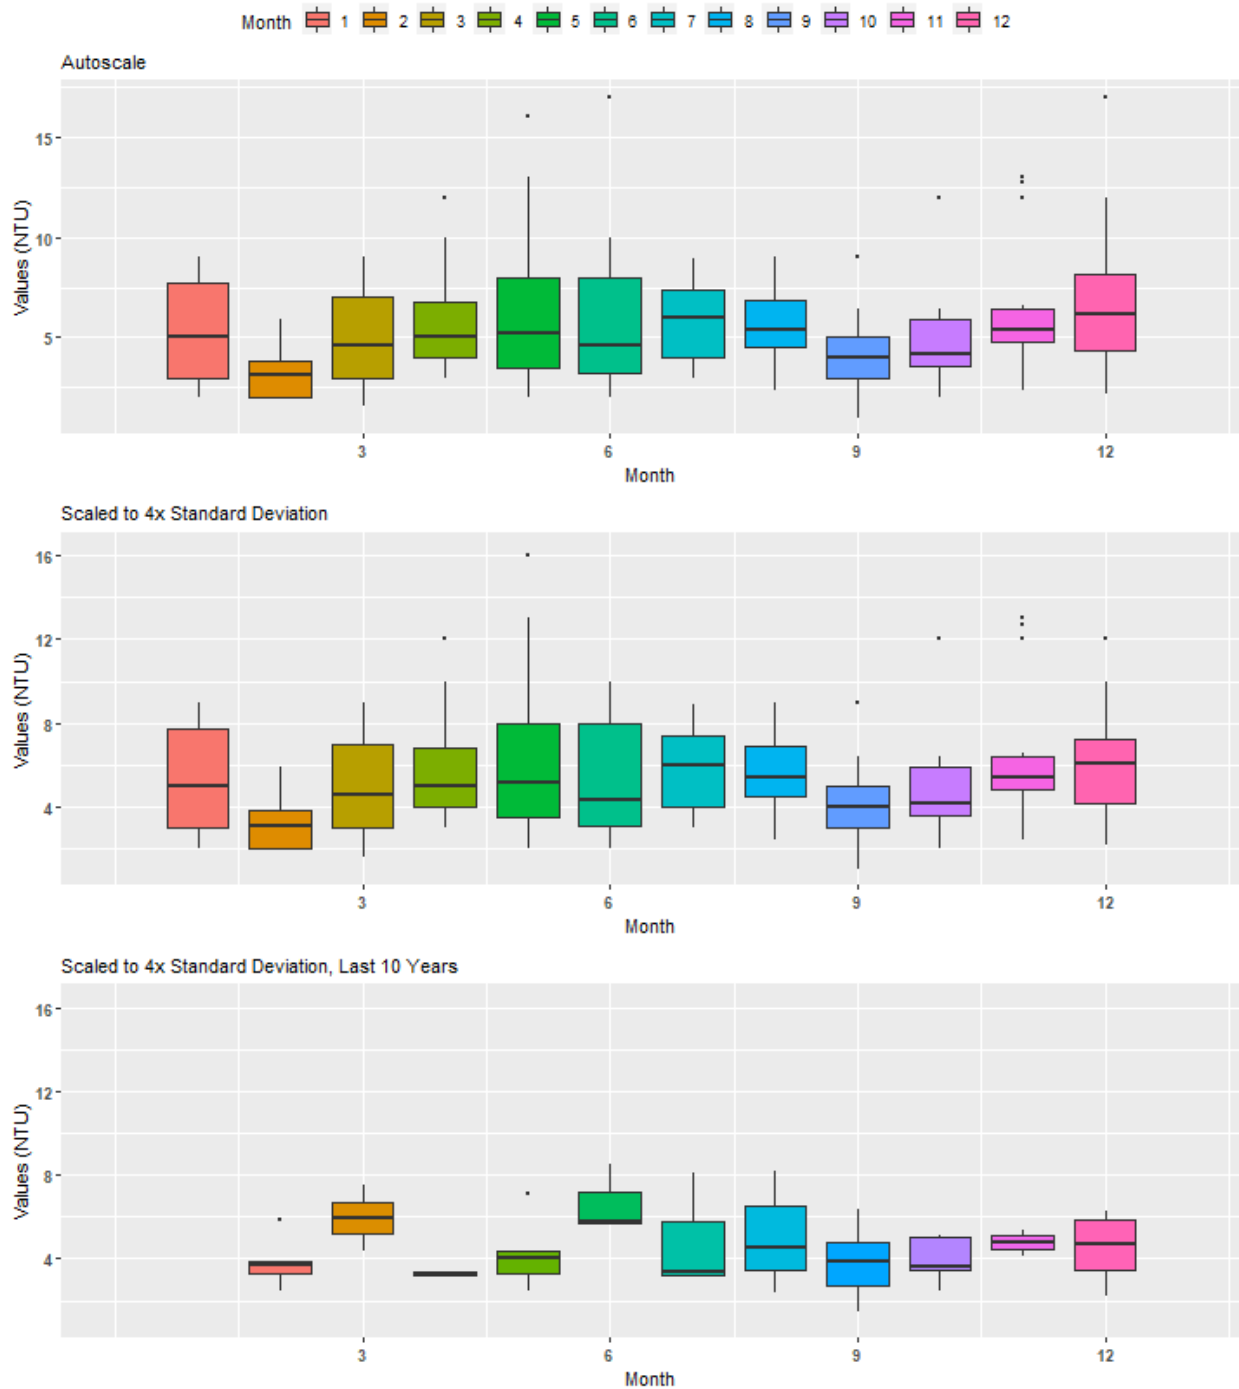 Month 1 2 3 4 5 6 7 8 9 10 11 12
Autoscale
Values (NTU)
15
10
5
3 6 9 12
Month
Scaled to 4x Standard Deviation
Values (NTU)
16
12
8
4
3 6 9 12
Month
Scaled to 4x Standard Deviation, Last 10 Years
Values (NTU)
16
12
8
4
3 6 9 12
Month